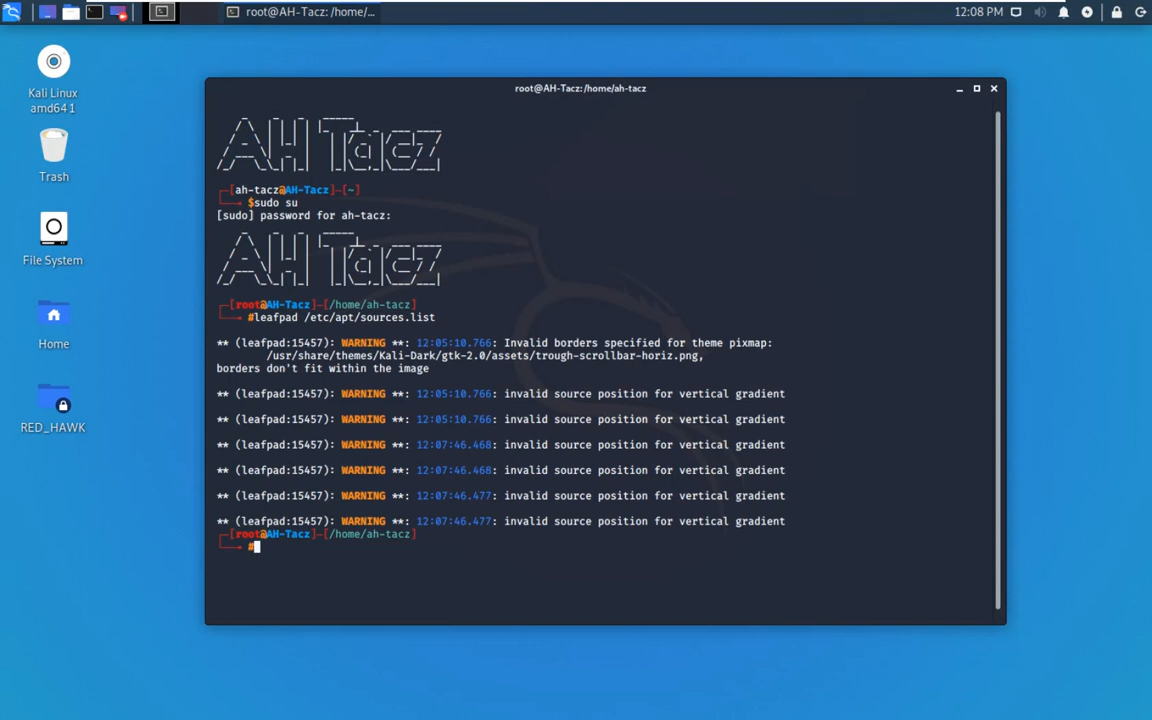 root@AH-Tacz: /home/...
12:08 PM
Kali Linux
amd64 1
Trash
File System
Home
RED_HAWK
root@AH-Tacz:/home/ah-tacz
AH Tacz
┌─[ah-tacz@AH-Tacz]─[~]
└──╼ $sudo su
[sudo] password for ah-tacz:
AH Tacz
┌─[root@AH-Tacz]─[/home/ah-tacz]
└──╼ #leafpad /etc/apt/sources.list
** (leafpad:15457): WARNING **: 12:05:10.766: Invalid borders specified for theme pixmap:
/usr/share/themes/Kali-Dark/gtk-2.0/assets/trough-scrollbar-horiz.png,
borders don't fit within the image
** (leafpad:15457): WARNING **: 12:05:10.766: invalid source position for vertical gradient
** (leafpad:15457): WARNING **: 12:05:10.766: invalid source position for vertical gradient
** (leafpad:15457): WARNING **: 12:07:46.468: invalid source position for vertical gradient
** (leafpad:15457): WARNING **: 12:07:46.468: invalid source position for vertical gradient
** (leafpad:15457): WARNING **: 12:07:46.477: invalid source position for vertical gradient
** (leafpad:15457): WARNING **: 12:07:46.477: invalid source position for vertical gradient
┌─[root@AH-Tacz]─[/home/ah-tacz]
└──╼ #